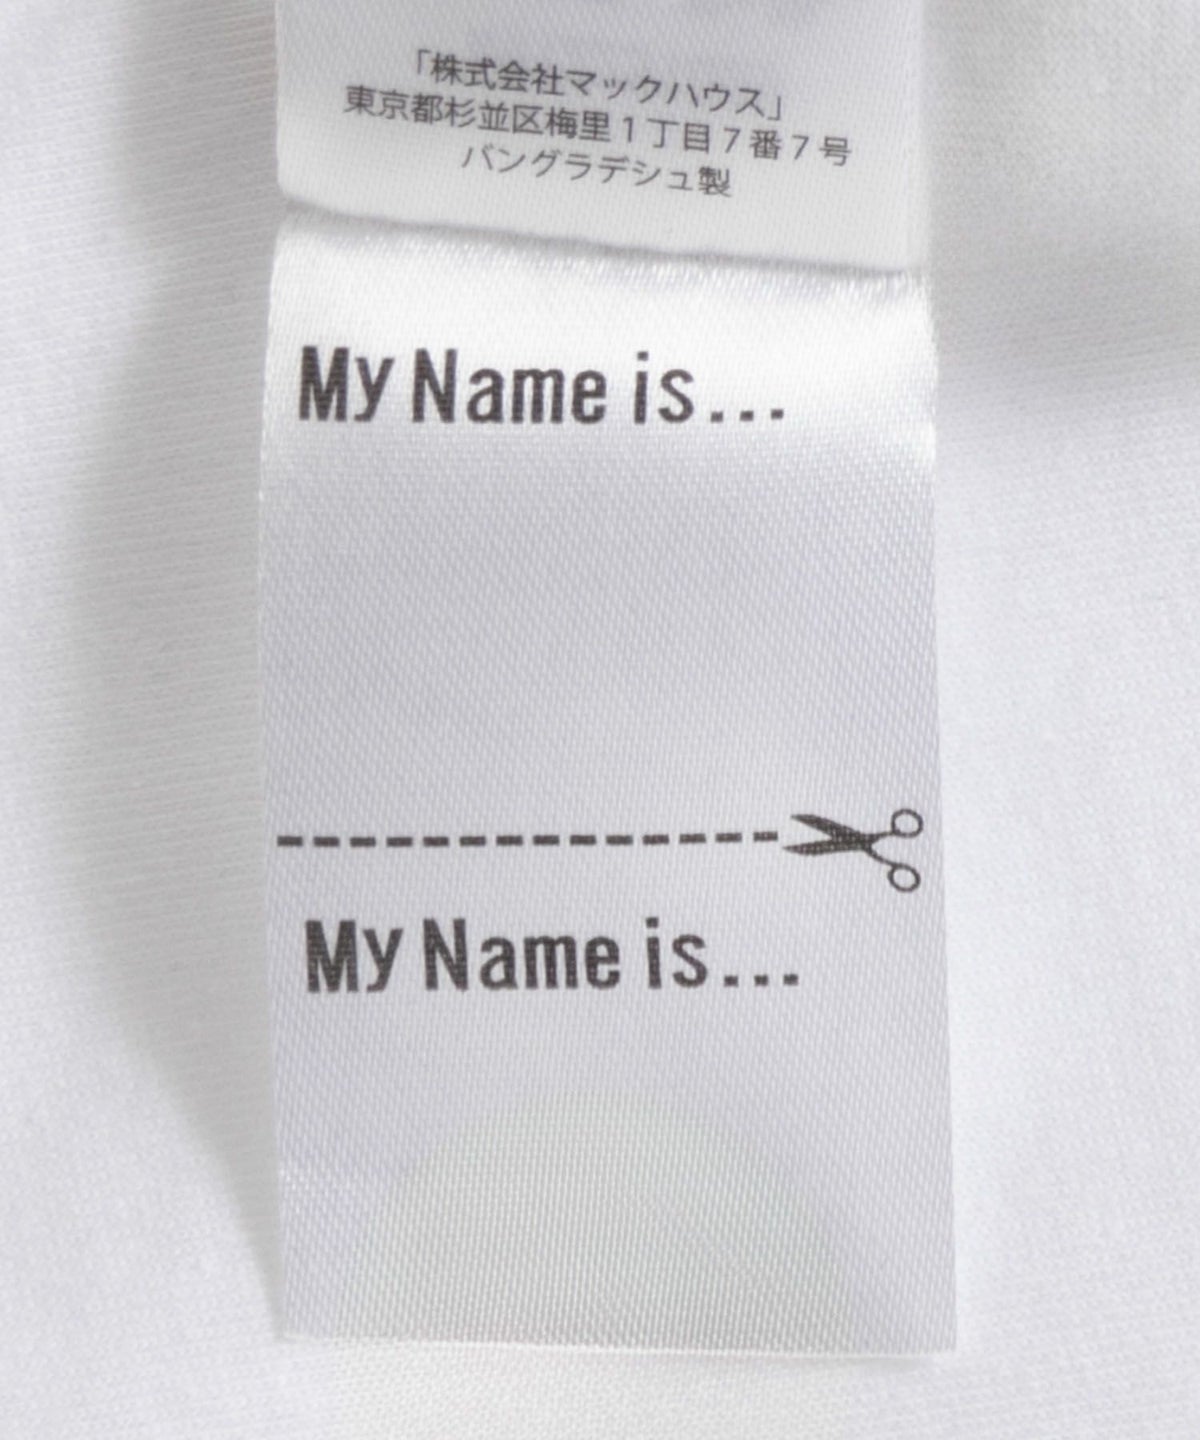 「株式会社マックハウス」
東京都杉並区梅里1丁目7番7号
バングラデシュ製
My Name is...
My Name is...